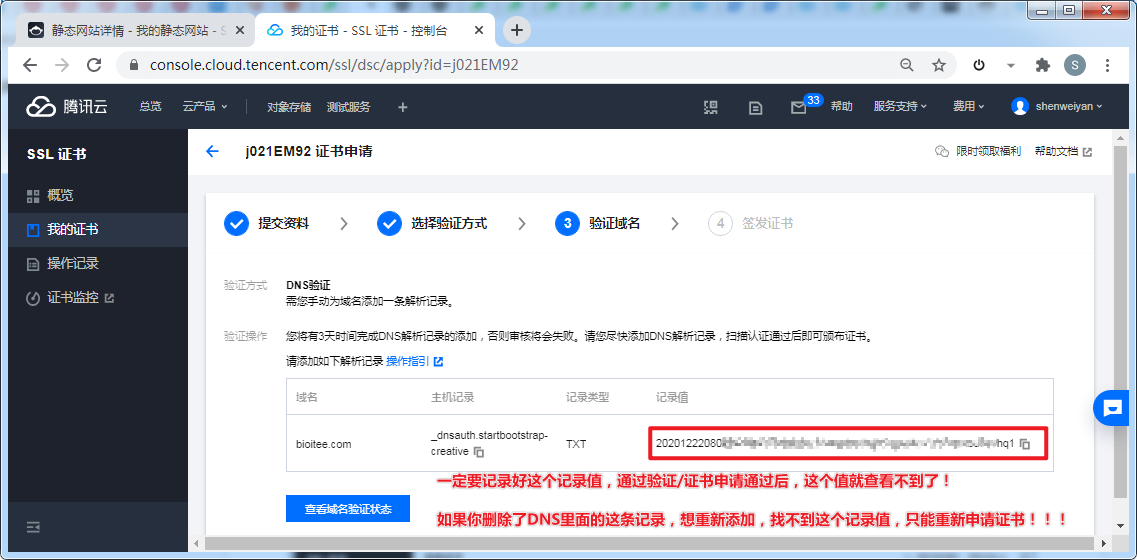 静态网站详情 - 我的静态网站 - S
我的证书 - SSL 证书 - 控制台
console.cloud.tencent.com/ssl/dsc/apply?id=j021EM92
S
腾讯云
总览
云产品
对象存储
测试服务
33
帮助
服务支持
费用
shenweiyan
SSL 证书
概览
我的证书
操作记录
证书监控
j021EM92 证书申请
限时领取福利
帮助文档
提交资料
选择验证方式
3 验证域名
4 签发证书
验证方式
DNS验证
需您手动为域名添加一条解析记录。
验证操作
您将有3天时间完成DNS解析记录的添加，否则审核将会失败。请您尽快添加DNS解析记录，扫描认证通过后即可颁布证书。
请添加如下解析记录 操作指引
域名 主机记录 记录类型 记录值
bioitee.com
_dnsauth.startbootstrap-
creative
TXT
2020122208 hq1
一定要记录好这个记录值，通过验证/证书申请通过后，这个值就查看不到了！
查看域名验证状态
如果你删除了DNS里面的这条记录，想重新添加，找不到这个记录值，只能重新申请证书！！！